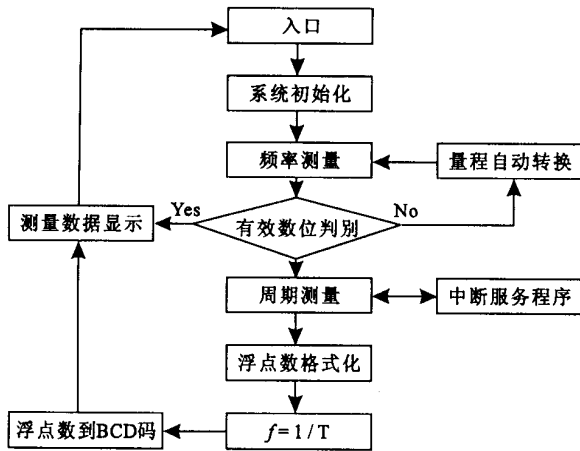 入口
系统初始化
频率测量
量程自动转换
测量数据显示
Yes
有效数位判别
No
周期测量
中断服务程序
浮点数格式化
浮点数到BCD码
f=1/T